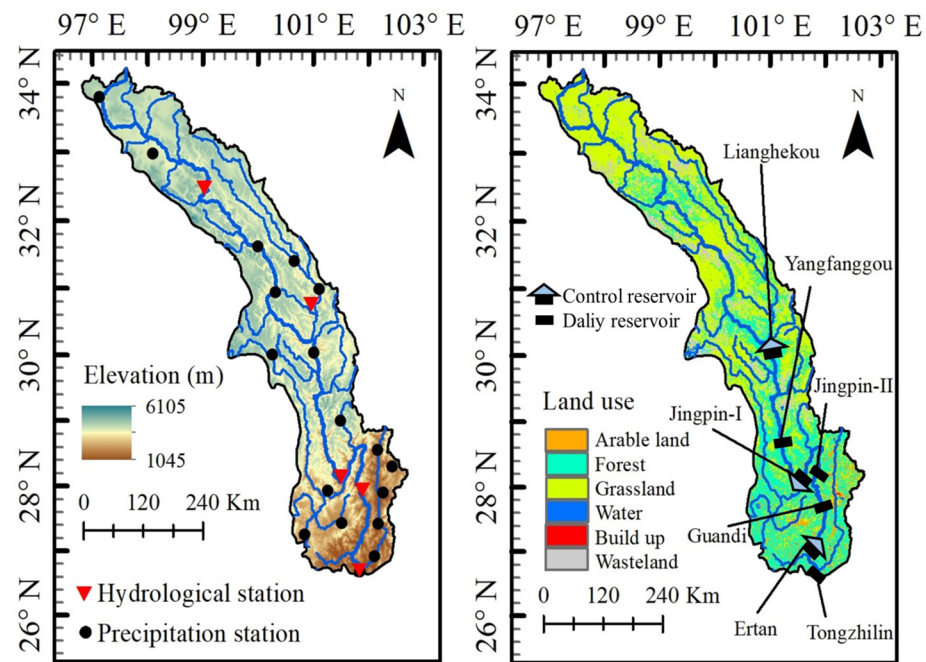 97° E 99° E 101° E 103 E
34° N
32° N
30° N
28° N
26° N
N
Elevation (m)
6105
1045
0 120 240 Km
Hydrological station
Precipitation station
97° E 99° E 101° E 103° E
34° N
32° N
30° N
28° N
26° N
N
Lianghekou
Yangfanggou
Control reservoir
Daliy reservoir
Jingpin-II
Jingpin-I
Land use
Arable land
Forest
Grassland
Water
Build up
Wasteland
Guandi
0 120 240 Km
Ertan
Tongzhilin